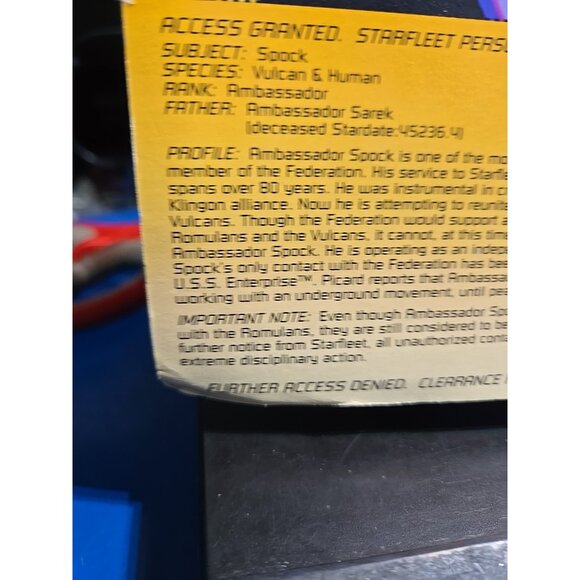 ACCESS GRANTED. STARFLEET PERSO
SUBJECT: Spock
SPECIES: Vulcan & Human
RANK: Ambassador
FATHER: Ambassador Sarek
(deceased Stardate:45236.4)
PROFILE: Ambassador Spock is one of the mo
member of the Federation. His service to Starfle
spans over 80 years. He was instrumental in c
Klingon alliance. Now he is attempting to reunite
Vulcans. Though the Federation would support a
Romulans and the Vulcans, it cannot, at this time
Ambassador Spock. He is operating as an indep
Spock's only contact with the Federation has bee
U.S.S. Enterprise™. Picard reports that Ambassa
working with an underground movement, until pea
IMPORTANT NOTE: Even though Ambassador Spo
with the Romulans, they are still considered to be
further notice from Starfleet, all unauthorized conta
extreme disciplinary action.
FURTHER ACCESS DENIED. CLEARANCE